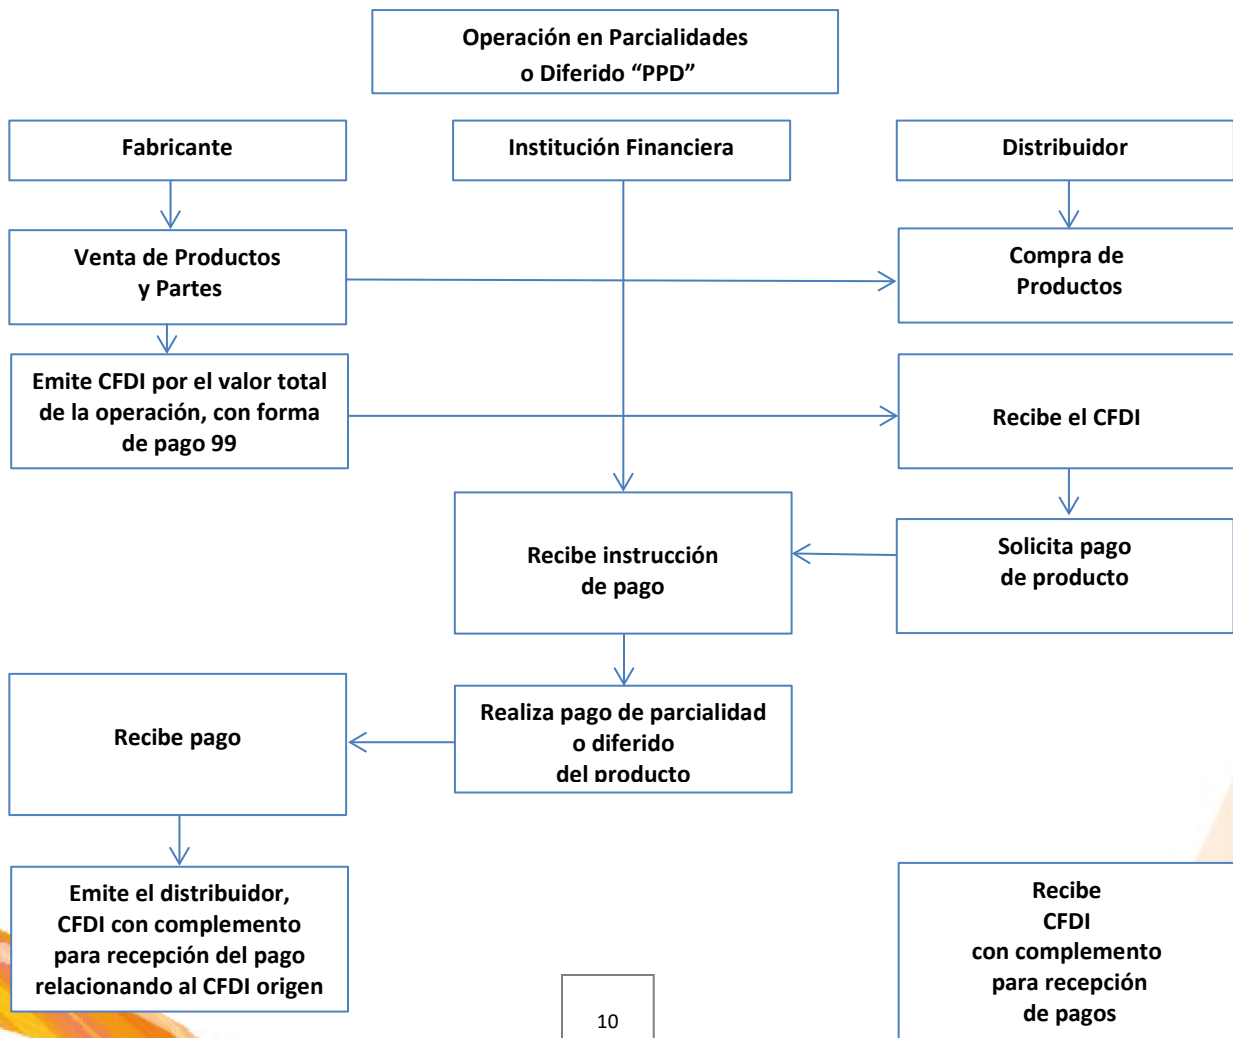 Operación en Parcialidades
o Diferido “PPD”
Fabricante
Institución Financiera
Distribuidor
Venta de Productos
y Partes
Compra de
Productos
Emite CFDI por el valor total
de la operación, con forma
de pago 99
Recibe el CFDI
Recibe instrucción
de pago
Solicita pago
de producto
Recibe pago
Realiza pago de parcialidad
o diferido
del producto
Emite el distribuidor,
CFDI con complemento
para recepción del pago
relacionando al CFDI origen
Recibe
CFDI
con complemento
para recepción
de pagos
10